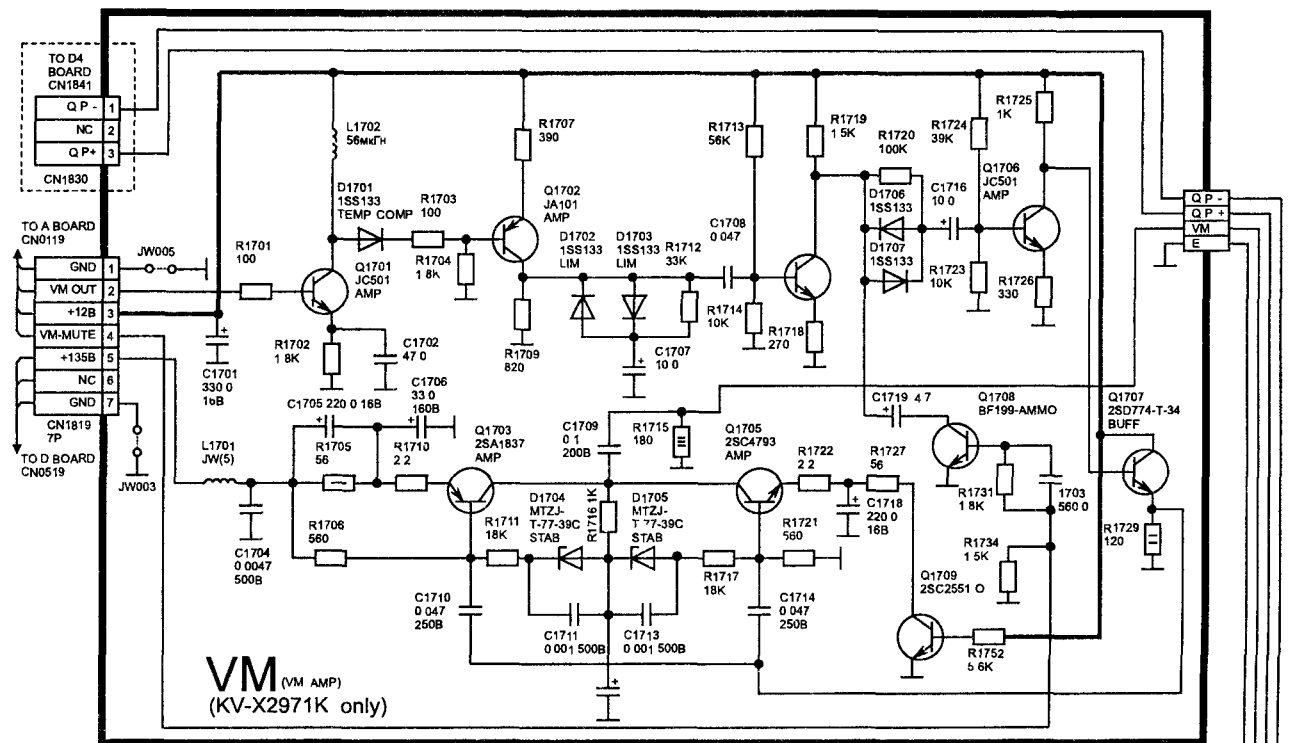 TO D4
BOARD
CN1841
Q P - 1
NC 2
Q P+ 3
CN1830
TO A BOARD
CN0119
JW005
GND 1
VM OUT 2
+12B 3
VM-MUTE 4
+135B 5
NC 6
GND 7
CN1819
7P
TO D BOARD
CN0519
JW003
R1701
100
C1701
330 0
16B
L1702
56мкГн
D1701
1SS133
TEMP COMP
Q1701
JC501
AMP
R1702
1 8K
C1702
47 0
R1703
100
R1704
1 8k
R1707
390
Q1702
JA101
AMP
R1709
820
D1702
1SS133
LIM
D1703
1SS133
LIM
R1712
33K
C1707
10 0
C1708
0 047
R1713
56K
R1714
10K
R1719
1 5K
R1718
270
R1720
100K
D1706
1SS133
D1707
1SS133
C1716
10 0
R1724
39K
R1723
10K
R1725
1K
Q1706
JC501
AMP
R1726
330
Q P -
Q P +
VM
E
C1705 220 0 16B
C1706
33 0
160B
L1701
JW(5)
R1705
56
R1710
2 2
Q1703
2SA1837
AMP
C1709
0 1
200B
R1715
180
Q1705
2SC4793
AMP
R1722
2 2
R1727
56
C1719 4 7
Q1708
BF199-AMMO
Q1707
2SD774-T-34
BUFF
C1704
0 0047
500B
R1706
560
R1711
18K
D1704
MTZJ-
T-77-39C
STAB
R1716 1K
D1705
MTZJ-
T-77-39C
STAB
R1717
18K
R1721
560
C1718
220 0
16B
R1731
1 8K
1703
560 0
R1734
1 5K
R1729
120
C1710
0 047
250B
C1711
0 001 500B
C1713
0 001 500B
C1714
0 047
250B
Q1709
2SC2551 O
R1752
5 6K
VM (VM AMP)
(KV-X2971K only)